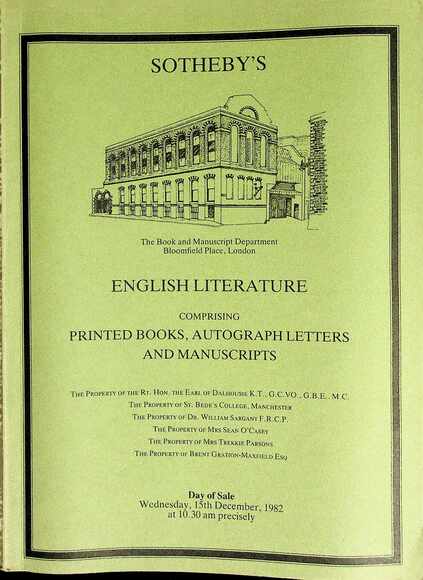 SOTHEBY'S
The Book and Manuscript Department
Bloomfield Place, London
ENGLISH LITERATURE
COMPRISING
PRINTED BOOKS, AUTOGRAPH LETTERS
AND MANUSCRIPTS
THE PROPERTY OF THE RT. HON. THE EARL OF DALHOUSIE K.T., G.C.VO., G.B.E., M.C.
THE PROPERTY OF ST. BEDE'S COLLEGE, MANCHESTER
THE PROPERTY OF DR. WILLIAM SARGANT F.R.C.P.
THE PROPERTY OF MRS SEAN O'CASEY
THE PROPERTY OF MRS TREKKIE PARSONS
THE PROPERTY OF BRENT GRATION-MAXFIELD ESQ
Day of Sale
Wednesday, 15th December, 1982
at 10.30 am precisely